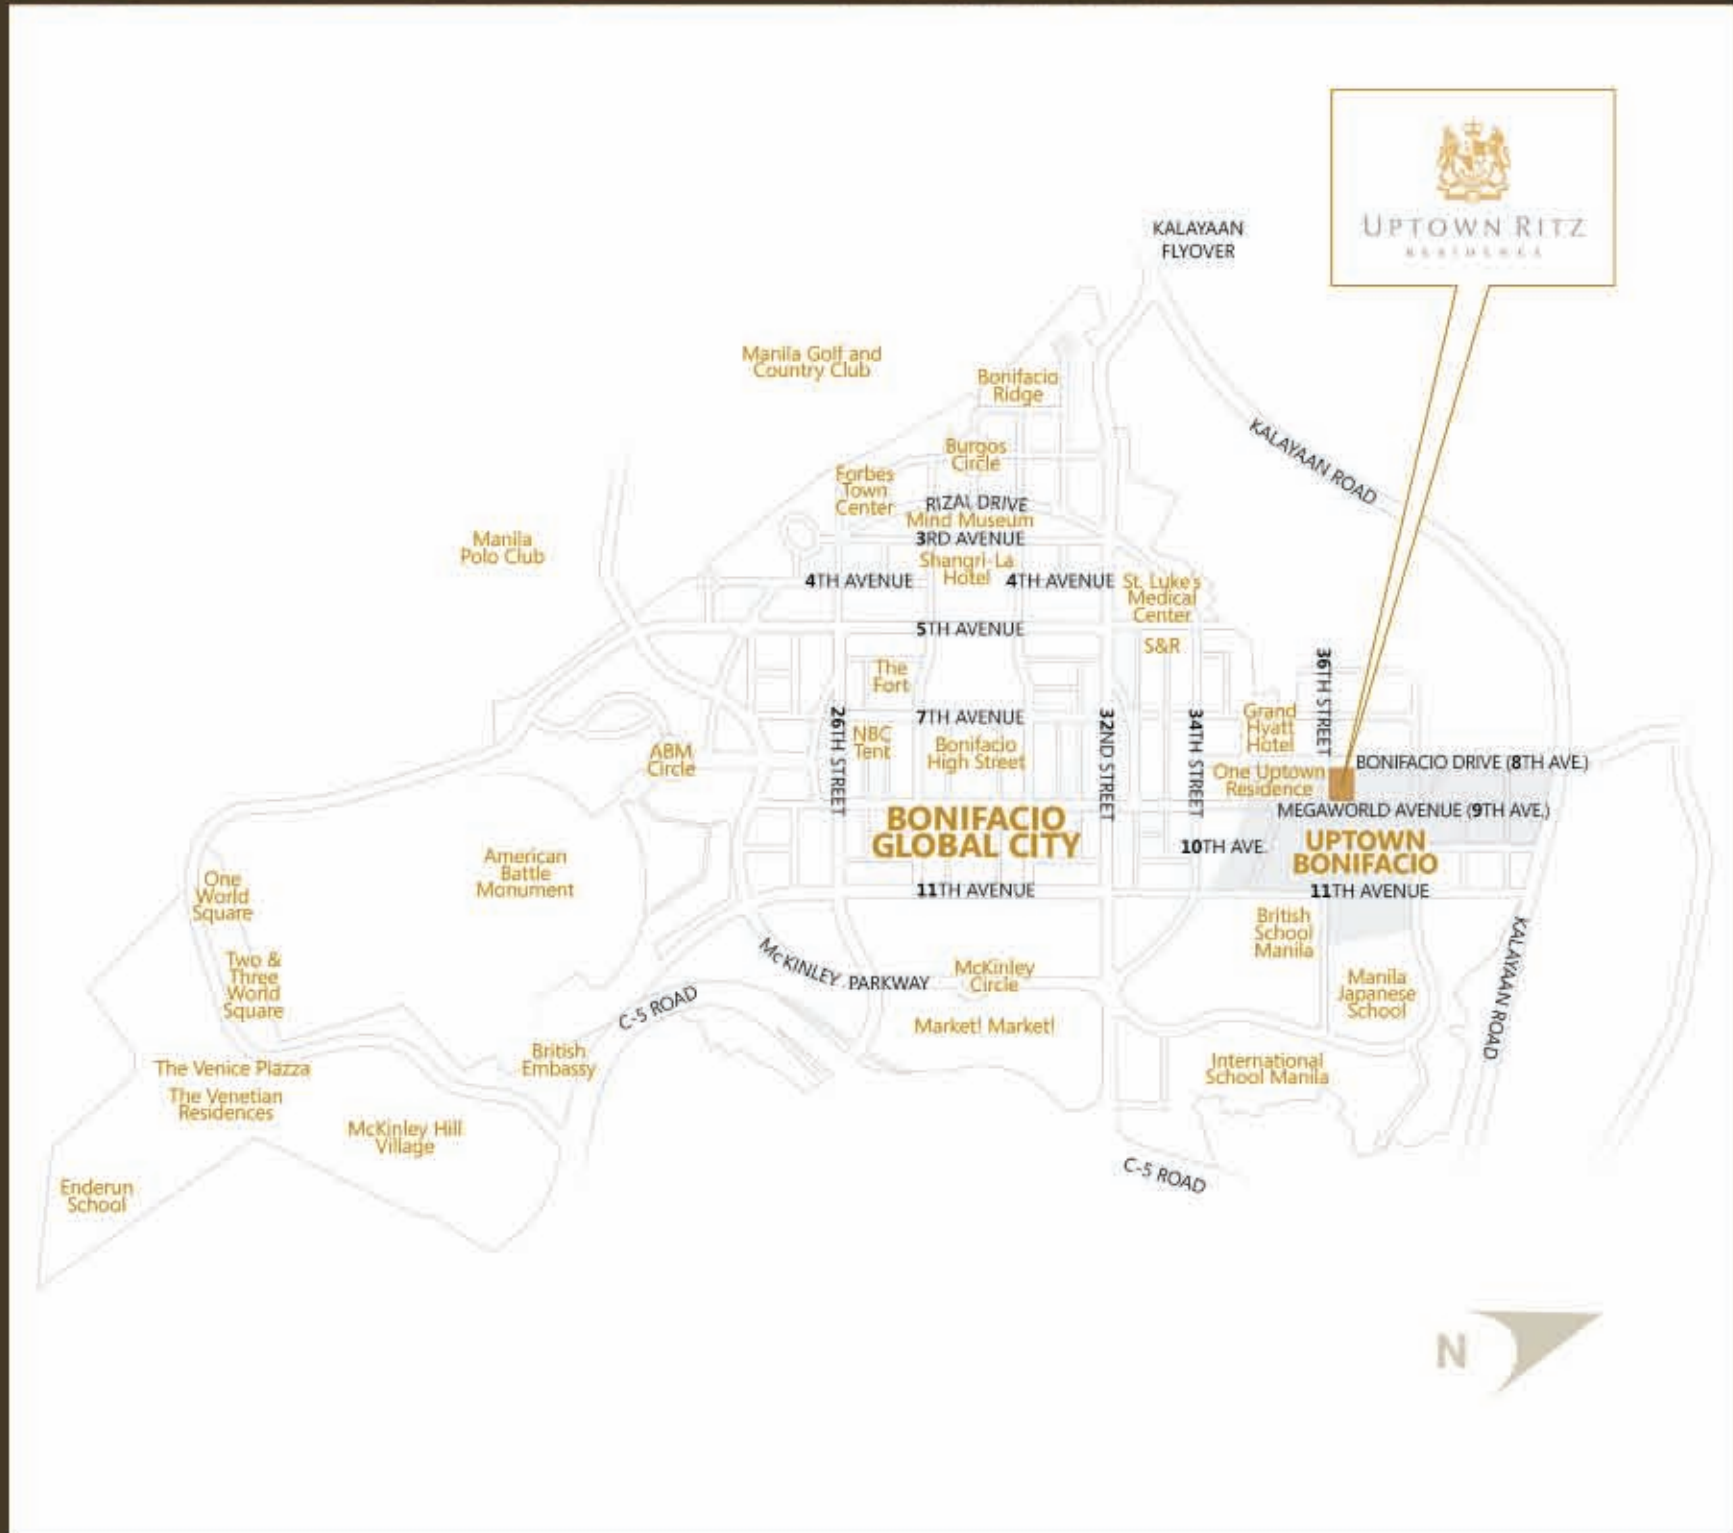 UPTOWN RITZ
RESIDENCE
KALAYAAN
FLYOVER
Manila Golf and
Country Club
Bonifacio
Ridge
KALAYAAN ROAD
Burgos
Circle
Forbes
Town
Center
RIZAL DRIVE
Mind Museum
3RD AVENUE
Manila
Polo Club
Shangri-La
Hotel
4TH AVENUE
4TH AVENUE
St. Luke's
Medical
Center
5TH AVENUE
S&R
The
Fort
36TH STREET
7TH AVENUE
26TH STREET
NBC
Tent
Bonifacio
High Street
32ND STREET
34TH STREET
Grand
Hyatt
Hotel
ABM
Circle
BONIFACIO DRIVE (8TH AVE.)
One Uptown
Residence
MEGAWORLD AVENUE (9TH AVE.)
BONIFACIO
GLOBAL CITY
10TH AVE.
UPTOWN
BONIFACIO
American
Battle
Monument
One
World
Square
11TH AVENUE
11TH AVENUE
British
School
Manila
KALAYAAN ROAD
McKINLEY PARKWAY
McKinley
Circle
Two &
Three
World
Square
Manila
Japanese
School
C-5 ROAD
Market! Market!
British
Embassy
The Venice Plazza
International
School Manila
The Venetian
Residences
McKinley Hill
Village
Enderun
School
C-5 ROAD
N